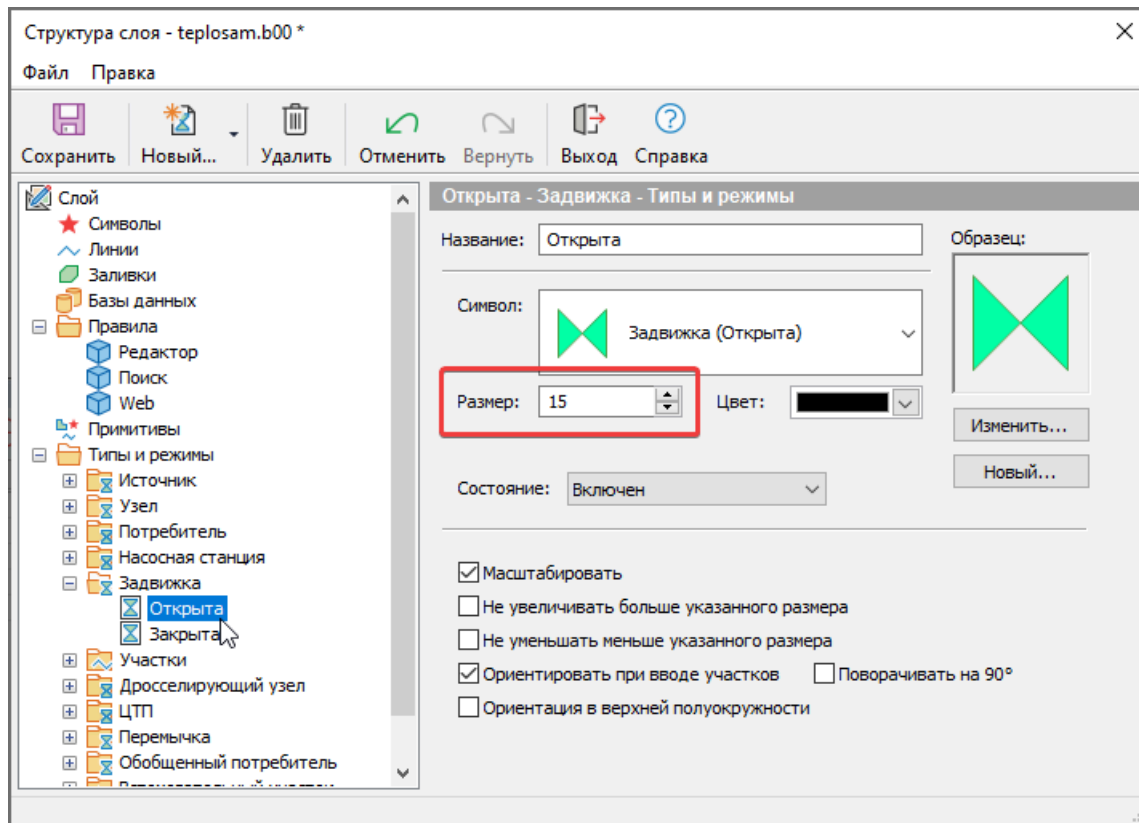 Структура слоя - teplosam.b00 *
Файл Правка
Сохранить Новый... Удалить Отменить Вернуть Выход Справка
Слой
Символы
Линии
Заливки
Базы данных
Правила
Редактор
Поиск
Web
Примитивы
Типы и режимы
Источник
Узел
Потребитель
Насосная станция
Задвижка
Открыта
Закрыта
Участки
Дросселирующий узел
ЦТП
Перемычка
Обобщенный потребитель
Открыта - Задвижка - Типы и режимы
Название: Открыта
Образец:
Символ: Задвижка (Открыта)
Размер: 15 Цвет:
Изменить...
Новый...
Состояние: Включен
Масштабировать
Не увеличивать больше указанного размера
Не уменьшать меньше указанного размера
Ориентировать при вводе участков Поворачивать на 90°
Ориентация в верхней полуокружности